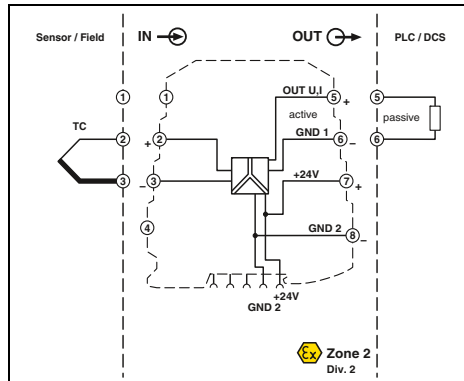 Sensor / Field IN OUT PLC / DCS
1 1 OUT U,I 5 + 5
TC active passive
2 + 2 GND 1 6 – 6
3 – 3 +24V 7 +
4 GND 2 8 –
+24V
GND 2
Ex Zone 2
Div. 2